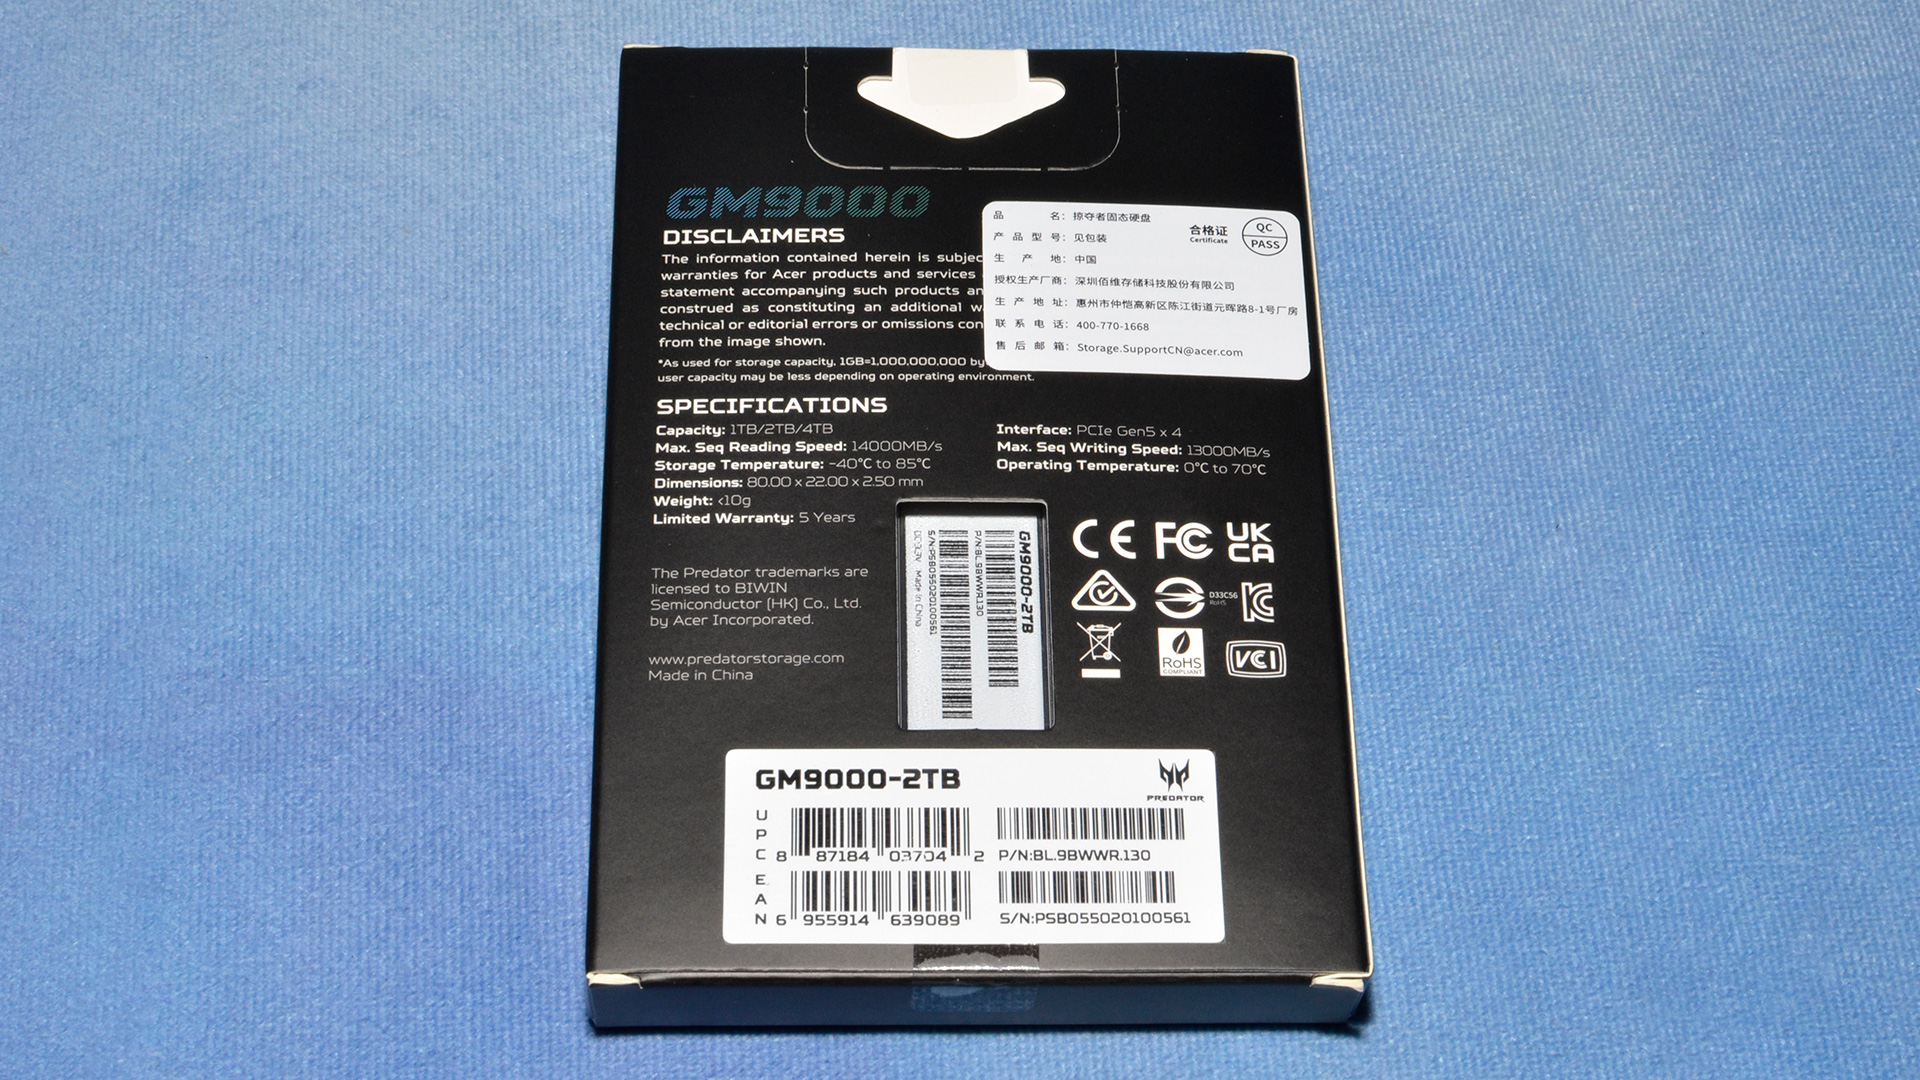 GM9000
DISCLAIMERS
The information contained herein is subjec
warranties for Acer products and services
statement accompanying such products an
construed as constituting an additional w
technical or editorial errors or omissions con
from the image shown.
*As used for storage capacity, 1GB=1,000,000,000 by
user capacity may be less depending on operating environment.
品 名： 掠夺者固态硬盘
产品型号： 见包装
生 产 地： 中国
授权生产厂商： 深圳佰维存储科技股份有限公司
生产地址： 惠州市仲恺高新区陈江街道元晖路8-1号厂房
联系电话： 400-770-1668
售后邮箱： Storage.SupportCN@acer.com
合格证
Certificate
QC
PASS
SPECIFICATIONS
Capacity: 1TB/2TB/4TB
Max. Seq Reading Speed: 14000MB/s
Storage Temperature: -40°C to 85°C
Dimensions: 80.00 x 22.00 x 2.50 mm
Weight: <10g
Limited Warranty: 5 Years
Interface: PCIe Gen5 x 4
Max. Seq Writing Speed: 13000MB/s
Operating Temperature: 0°C to 70°C
The Predator trademarks are
licensed to BIWIN
Semiconductor (HK) Co., Ltd.
by Acer Incorporated.
www.predatorstorage.com
Made in China
GM9000-2TB
P/N:BL.9BWWR.130
S/N:PSB055020100561
Made in China
CE FC UK
CA
D33C56
RoHS
RoHS
COMPLIANT
VCI
GM9000-2TB
PREDATOR
UPC
8 87184 03704 2
P/N:BL.9BWWR.130
EAN
6 955914 639089
S/N:PSB055020100561